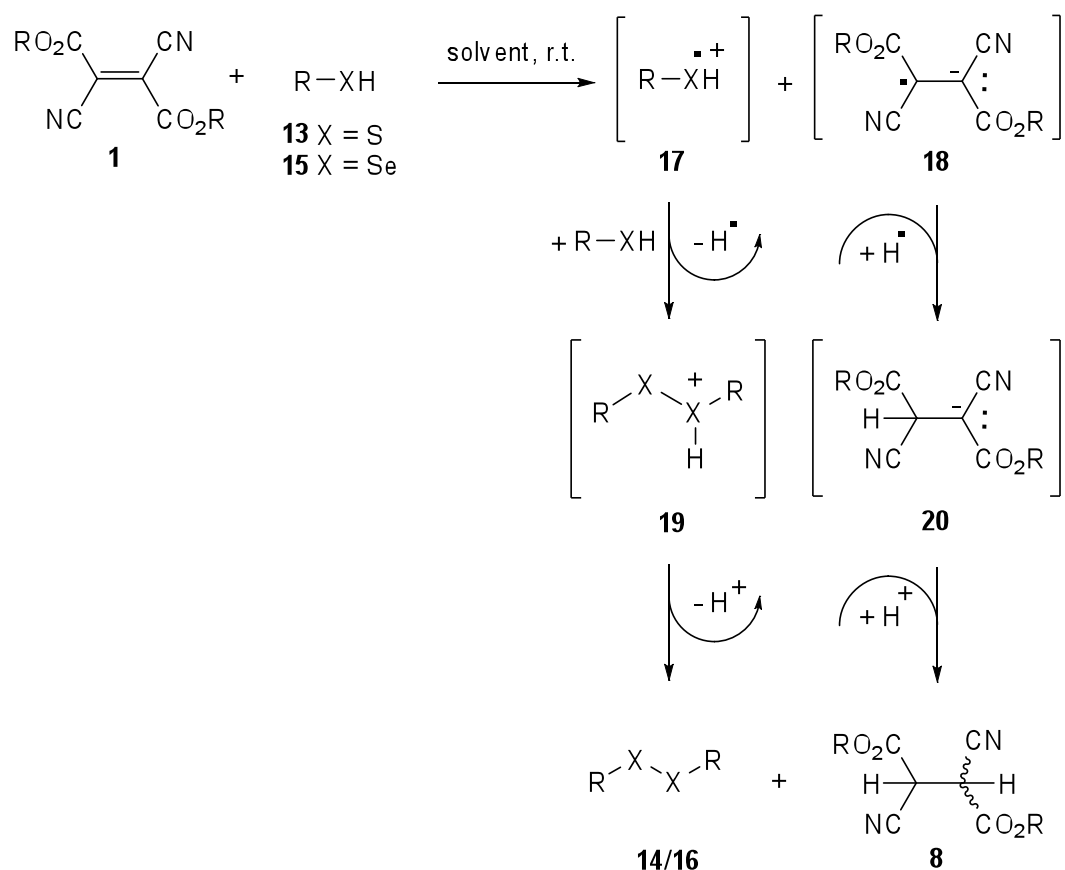 RO₂C CN
NC CO₂R
1
+
R–XH
13 X = S
15 X = Se
solvent, r.t.
R–XH•+
17
+
RO₂C CN
• - :
NC CO₂R
18
+ R–XH
- H•
+ H•
R X X + R
H
19
RO₂C CN
H - :
NC CO₂R
20
- H+
+ H+
R X X R
14/16
+
RO₂C CN
H H
NC CO₂R
8